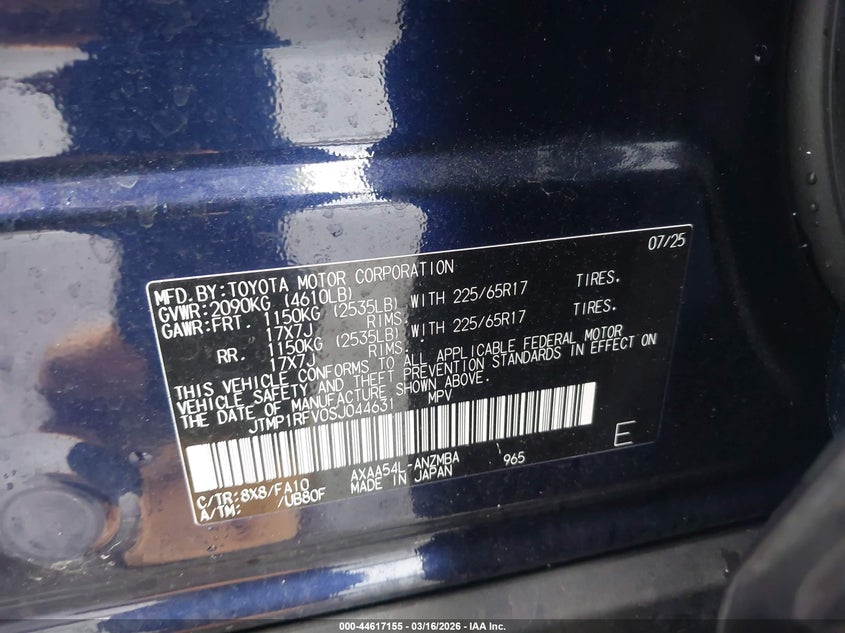 07/25
MFD.BY:TOYOTA MOTOR CORPORATION
GVWR:2090KG (4610LB)
GAWR:FRT. 1150KG (2535LB) WITH 225/65R17 TIRES.
17X7J RIMS.
RR. 1150KG (2535LB) WITH 225/65R17 TIRES.
17X7J RIMS.
THIS VEHICLE CONFORMS TO ALL APPLICABLE FEDERAL MOTOR
VEHICLE SAFETY AND THEFT PREVENTION STANDARDS IN EFFECT ON
THE DATE OF MANUFACTURE SHOWN ABOVE.
JTMP1RFV0SJ044631 MPV
E
C/TR:8X8/FA10 AXAA54L-ANZMBA 965
A/TM: /UB80F MADE IN JAPAN
000-44617155 — 03/16/2026 — IAA Inc.